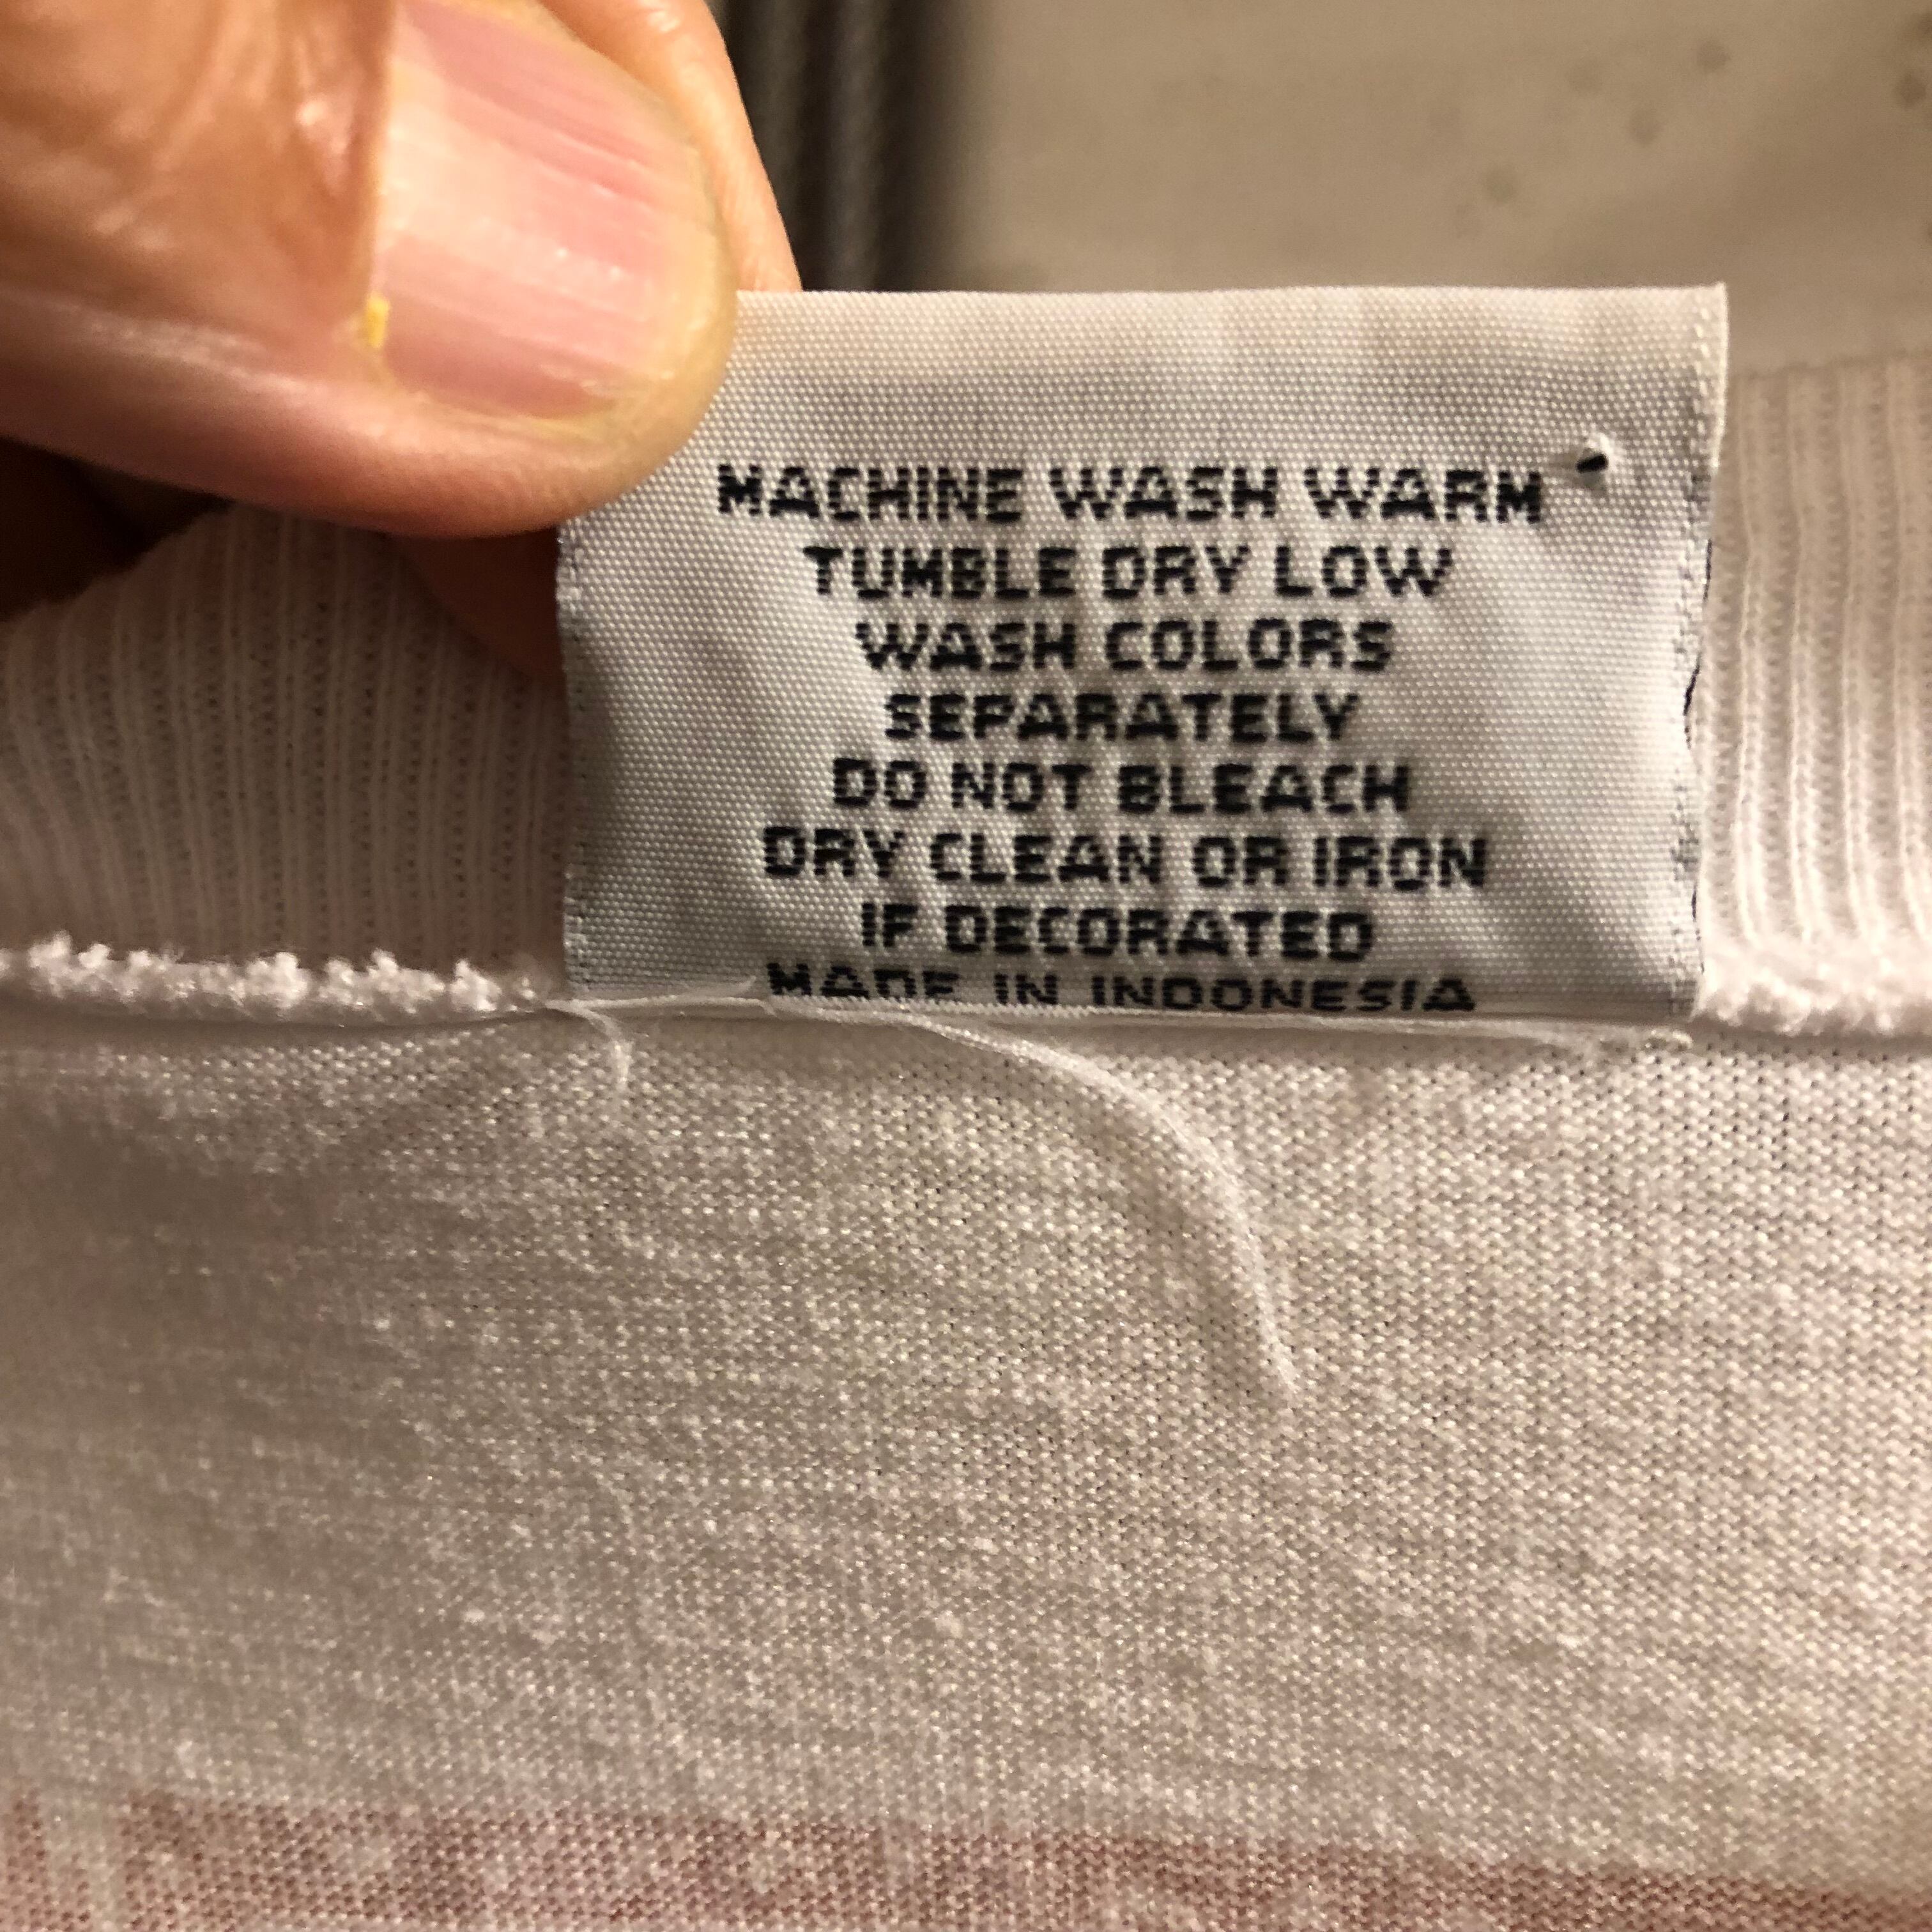 MACHINE WASH WARM
TUMBLE DRY LOW
WASH COLORS
SEPARATELY
DO NOT BLEACH
DRY CLEAN OR IRON
IF DECORATED
MADE IN INDONESIA